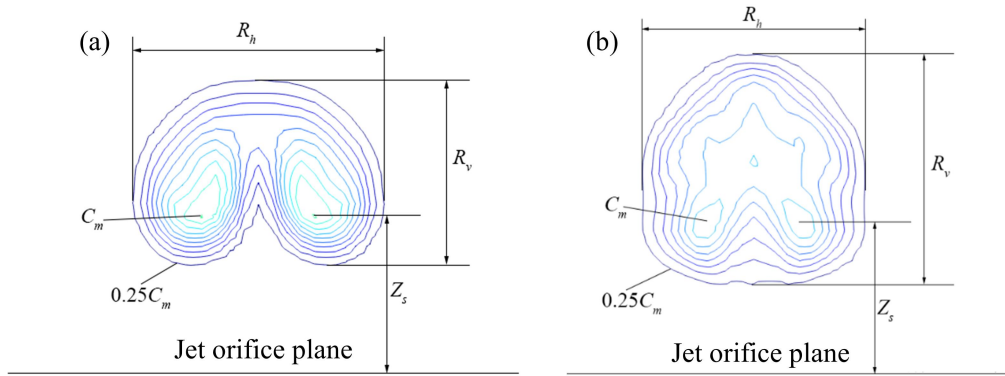 (a)
R_h
R_v
C_m
0.25C_m
Z_s
Jet orifice plane
(b)
R_h
R_v
C_m
0.25C_m
Z_s
Jet orifice plane